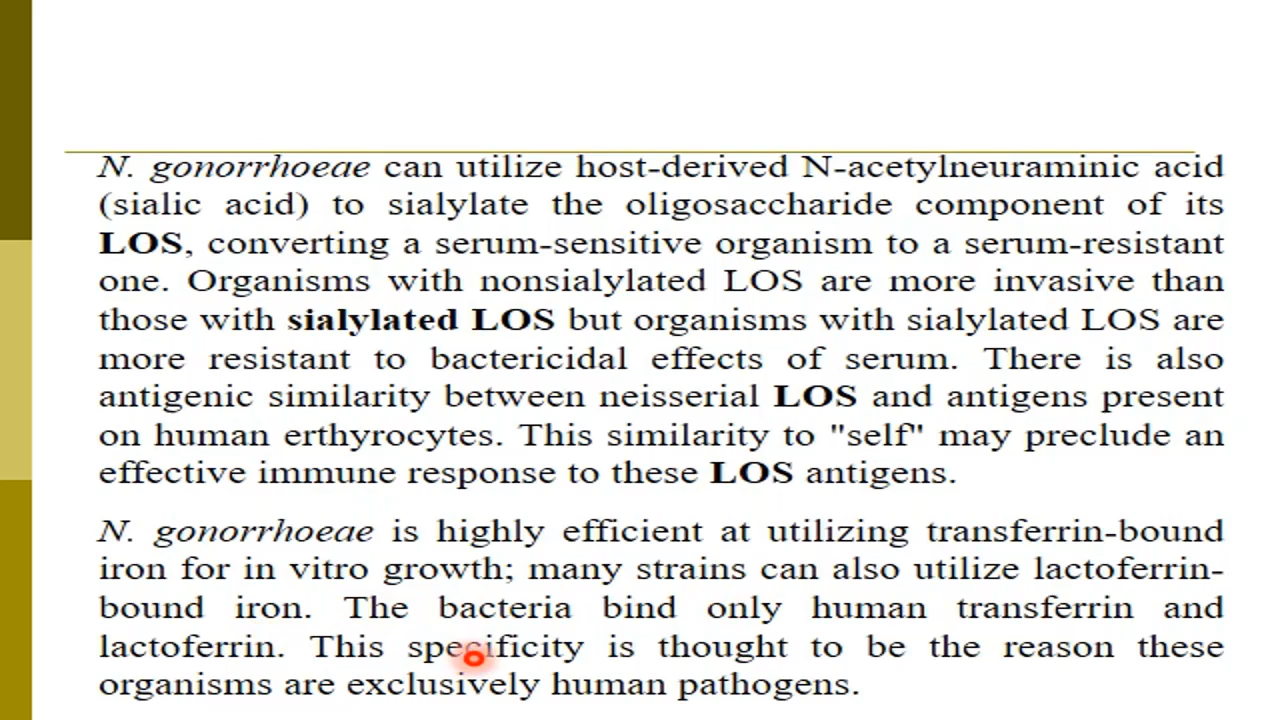 N. gonorrhoeae can utilize host-derived N-acetylneuraminic acid
(sialic acid) to sialylate the oligosaccharide component of its
LOS, converting a serum-sensitive organism to a serum-resistant
one. Organisms with nonsialylated LOS are more invasive than
those with sialylated LOS but organisms with sialylated LOS are
more resistant to bactericidal effects of serum. There is also
antigenic similarity between neisserial LOS and antigens present
on human erthyrocytes. This similarity to "self" may preclude an
effective immune response to these LOS antigens.
N. gonorrhoeae is highly efficient at utilizing transferrin-bound
iron for in vitro growth; many strains can also utilize lactoferrin-
bound iron. The bacteria bind only human transferrin and
lactoferrin. This specificity is thought to be the reason these
organisms are exclusively human pathogens.